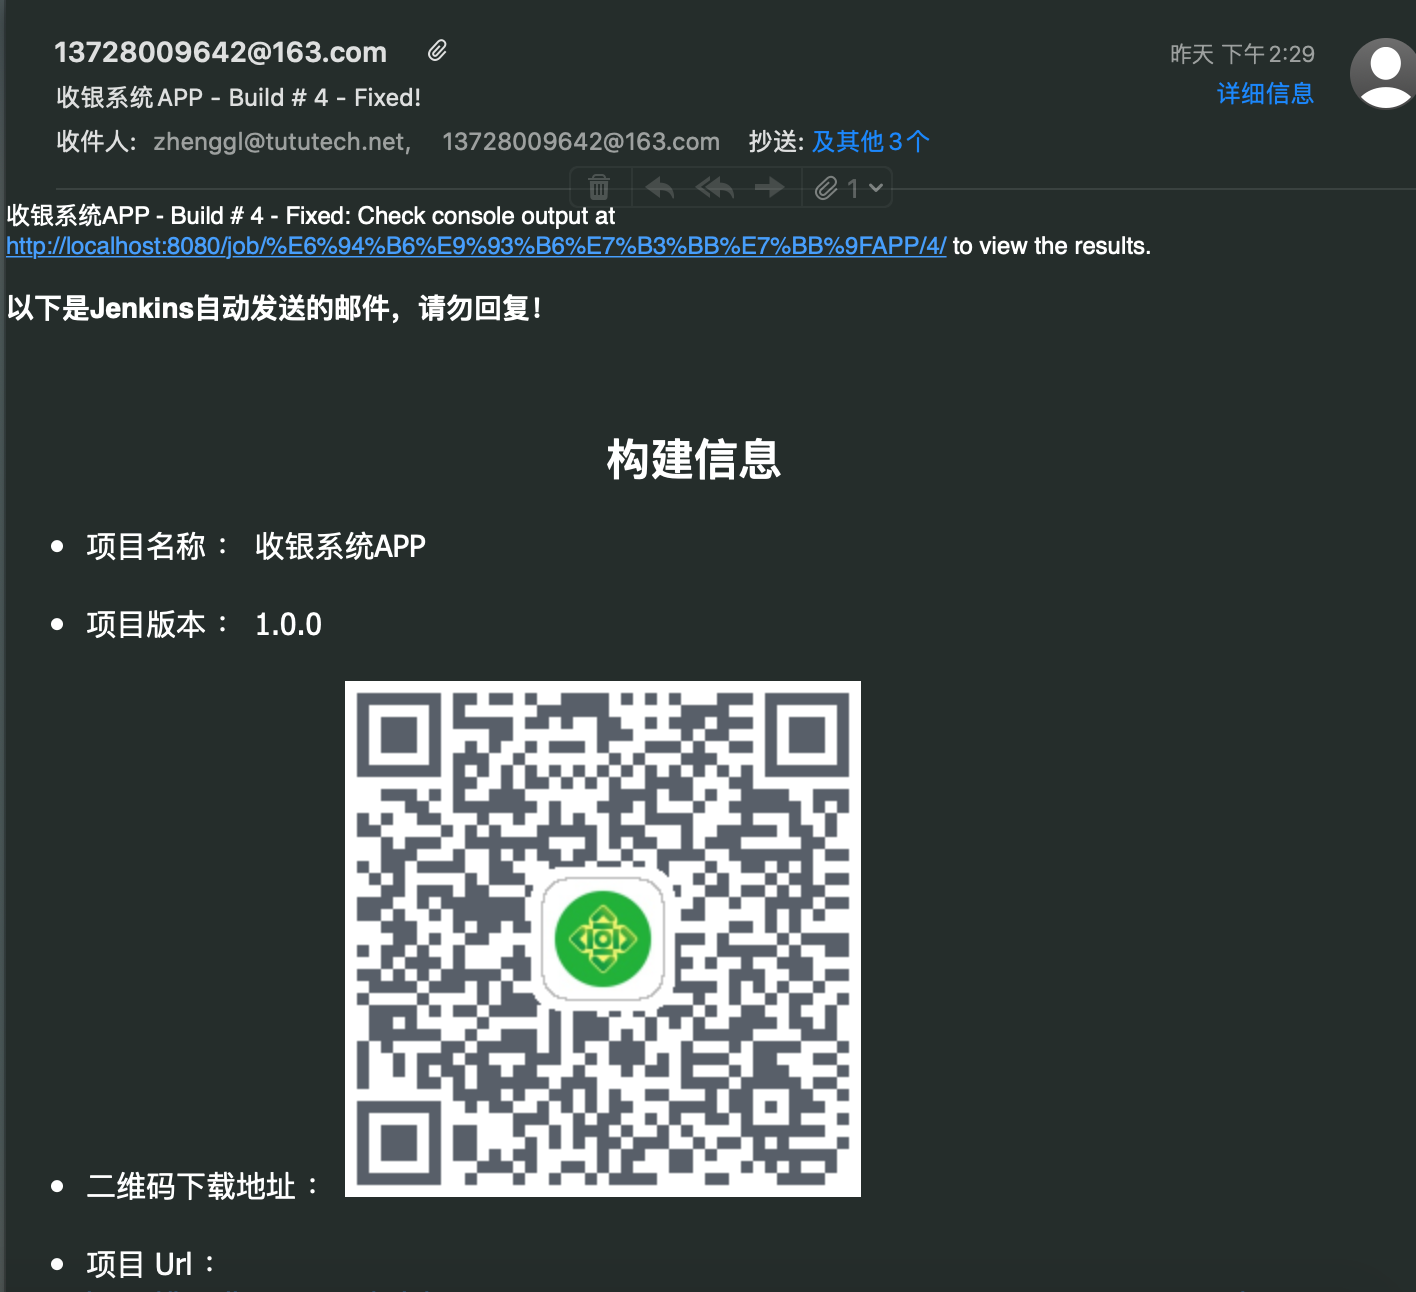 13728009642@163.com
昨天 下午2:29
收银系统APP - Build # 4 - Fixed!
详细信息
收件人: zhenggl@tututech.net, 13728009642@163.com 抄送: 及其他3个
1
收银系统APP - Build # 4 - Fixed: Check console output at
http://localhost:8080/job/%E6%94%B6%E9%93%B6%E7%B3%BB%E7%BB%9FAPP/4/ to view the results.
以下是Jenkins自动发送的邮件，请勿回复！
构建信息
项目名称： 收银系统APP
项目版本： 1.0.0
二维码下载地址：
项目 Url：